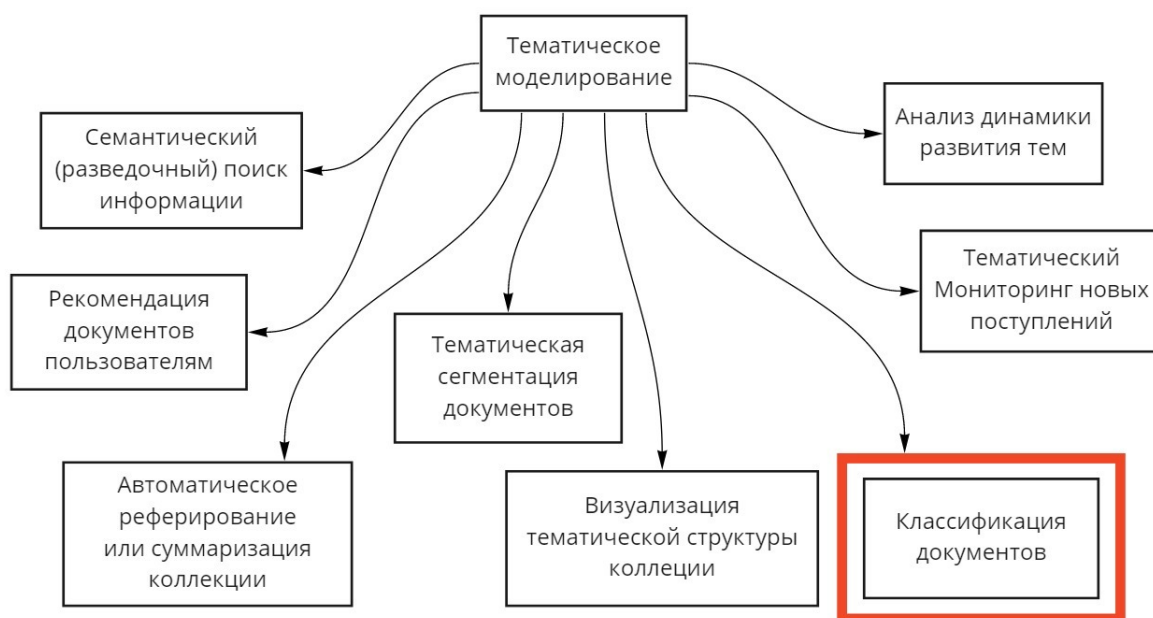 Тематическое
моделирование
Семантический
(разведочный) поиск
информации
Анализ динамики
развития тем
Рекомендация
документов
пользователям
Тематическая
сегментация
документов
Тематический
Мониторинг новых
поступлений
Автоматическое
реферирование
или суммаризация
коллекции
Визуализация
тематической структуры
коллеции
Классификация
документов